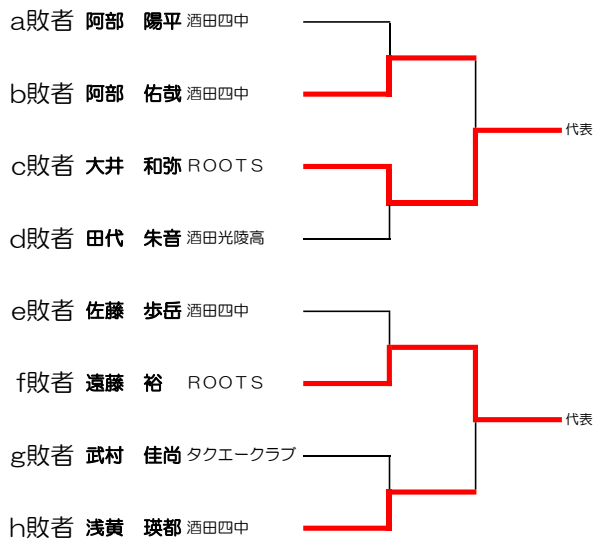 a敗者 阿部 陽平 酒田四中
b敗者 阿部 佑哉 酒田四中
代表
c敗者 大井 和弥 ＲＯＯＴＳ
d敗者 田代 朱音 酒田光陵高
e敗者 佐藤 歩岳 酒田四中
f敗者 遠藤 裕 ＲＯＯＴＳ
代表
g敗者 武村 佳尚 タクエークラブ
h敗者 浅黄 瑛都 酒田四中